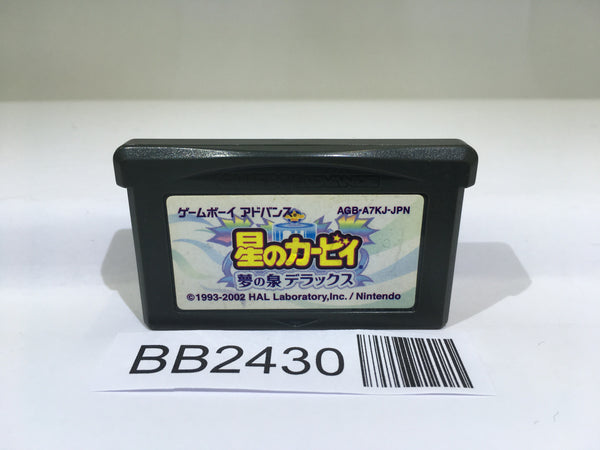 ゲームボーイ アドバンス AGB-A7KJ-JPN
星のカービィ
夢の泉 デラックス
©1993-2002 HAL Laboratory,Inc. / Nintendo
BB2430